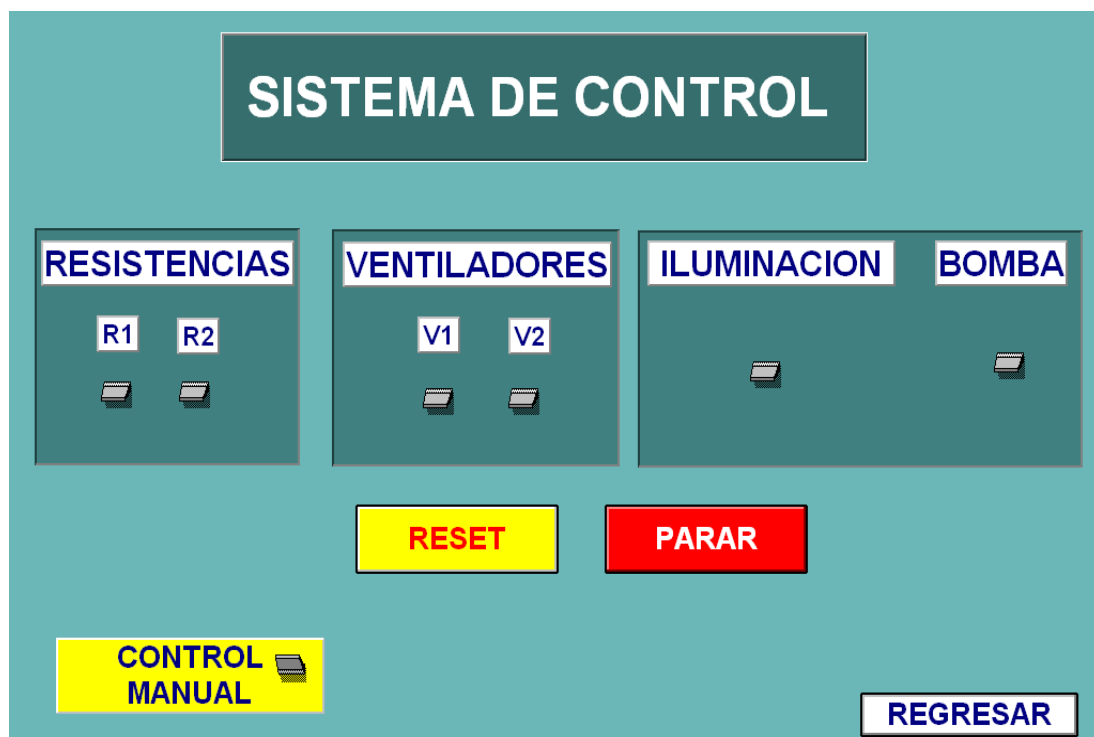 SISTEMA DE CONTROL
RESISTENCIAS
R1 R2
VENTILADORES
V1 V2
ILUMINACION BOMBA
RESET PARAR
CONTROL
MANUAL
REGRESAR